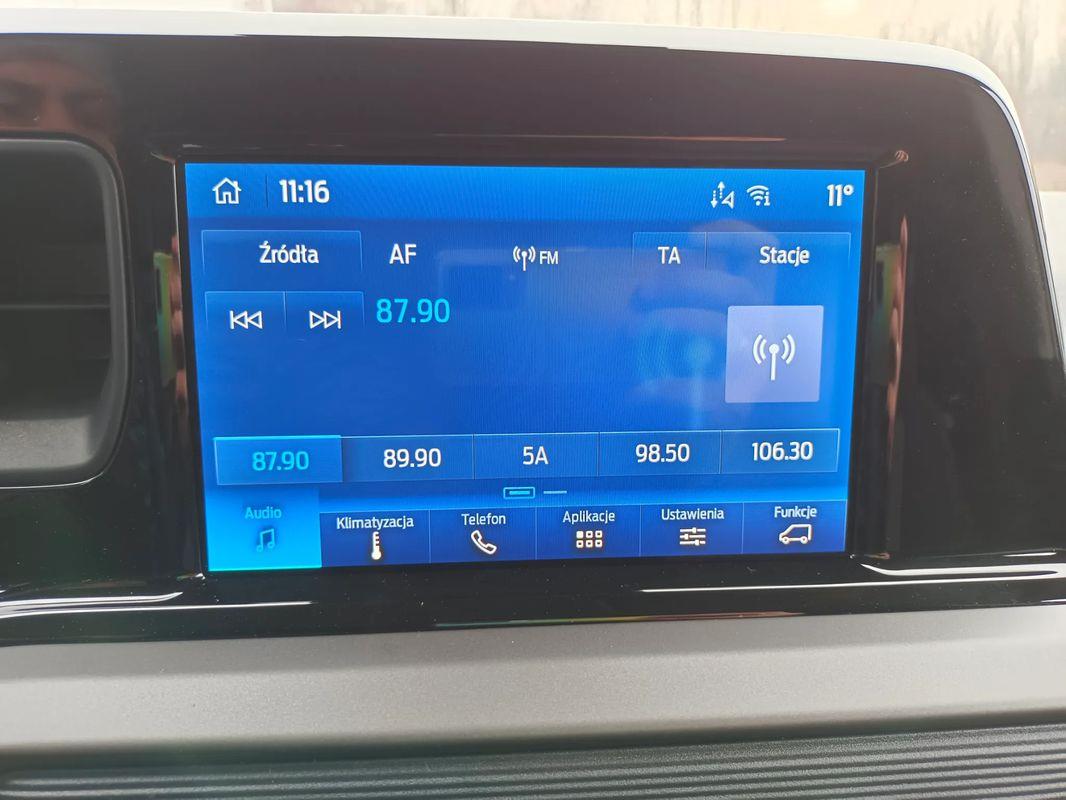 11:16 11°
Źródła AF FM TA Stacje
87.90
87.90 89.90 5A 98.50 106.30
Audio Klimatyzacja Telefon Aplikacje Ustawienia Funkcje